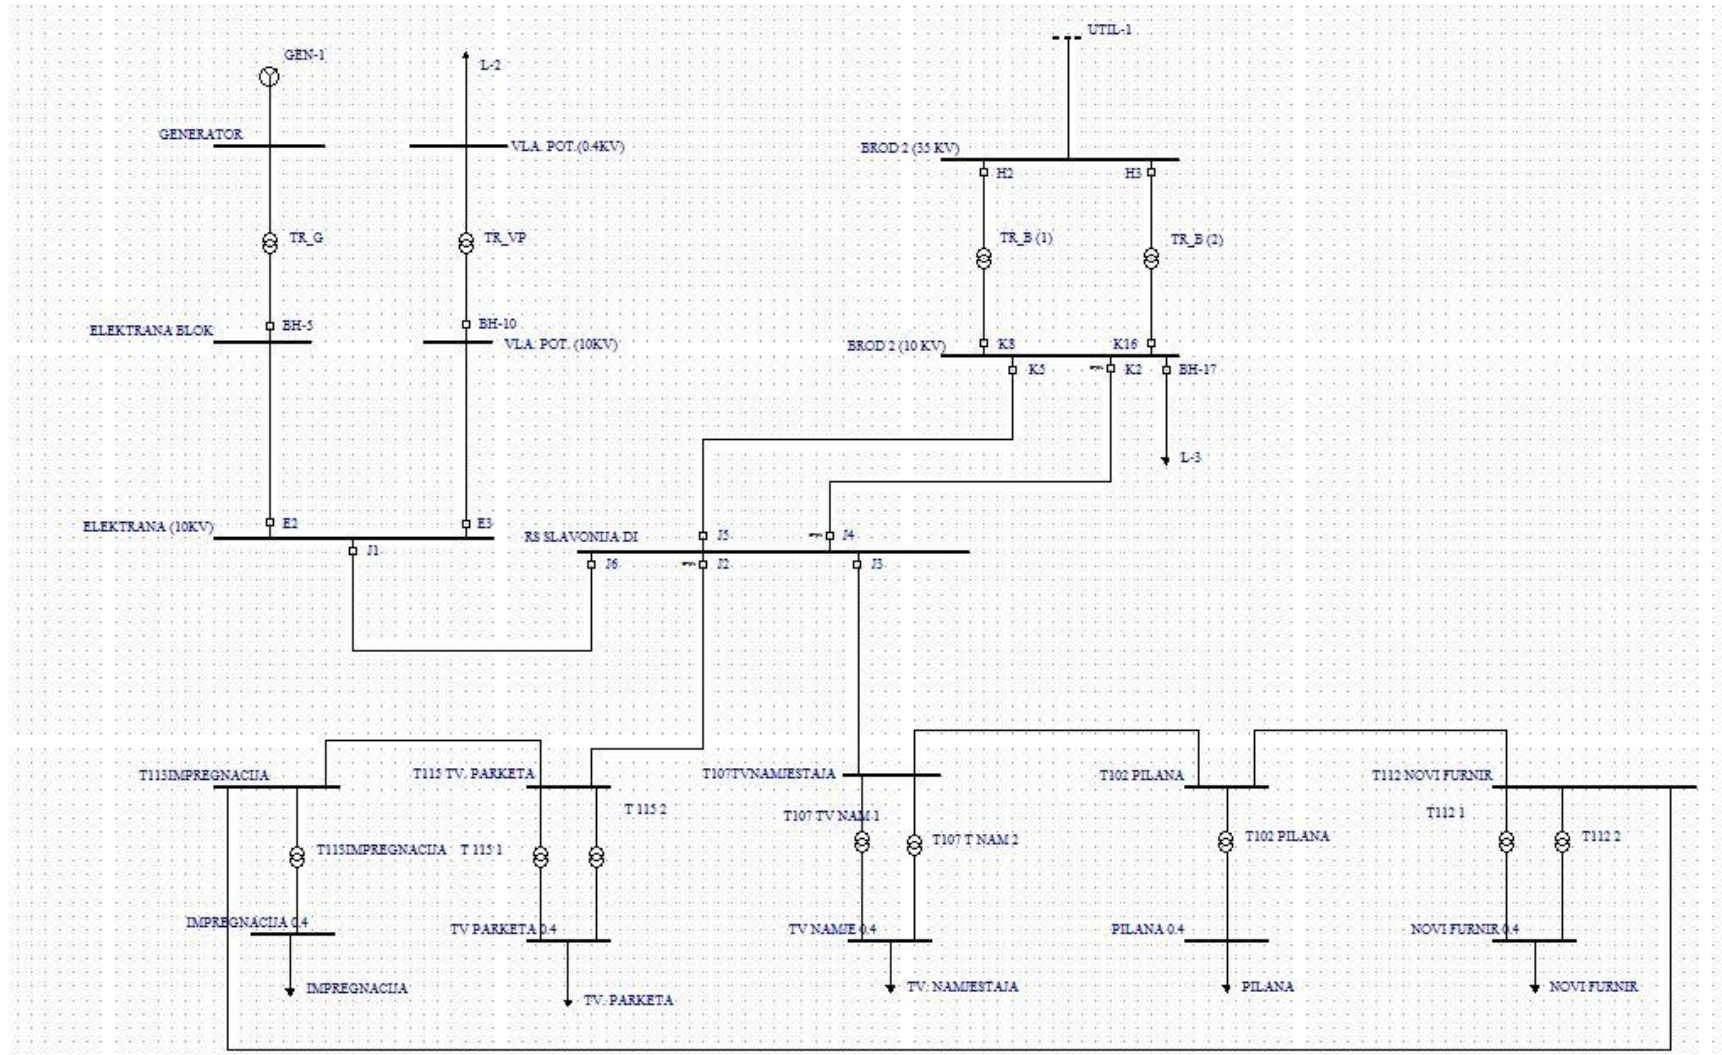 UTIL-1
GEN-1
L-2
GENERATOR
VLA. POT.(0.4KV)
BROD 2 (35 KV)
H2
H3
TR_G
TR_VP
TR_B (1)
TR_B (2)
BH-5
BH-10
ELEKTRANA BLOK
VLA. POT. (10KV)
BROD 2 (10 KV)
K8
K16
K5
K2
BH-17
L-3
E2
E3
ELEKTRANA (10KV)
RS SLAVONIJA DI
J5
J4
J1
J6
J2
J3
T113IMPREGNACIJA
T115 TV. PARKETA
T107TVNAMJESTAJA
T102 PILANA
T112 NOVI FURNIR
T 115 2
T107 TV NAM 1
T112 1
T113IMPREGNACIJA
T 115 1
T107 T NAM 2
T102 PILANA
T112 2
IMPREGNACIJA 0.4
TV PARKETA 0.4
TV NAMJE 0.4
PILANA 0.4
NOVI FURNIR 0.4
IMPREGNACIJA
TV. PARKETA
TV. NAMJESTAJA
PILANA
NOVI FURNIR